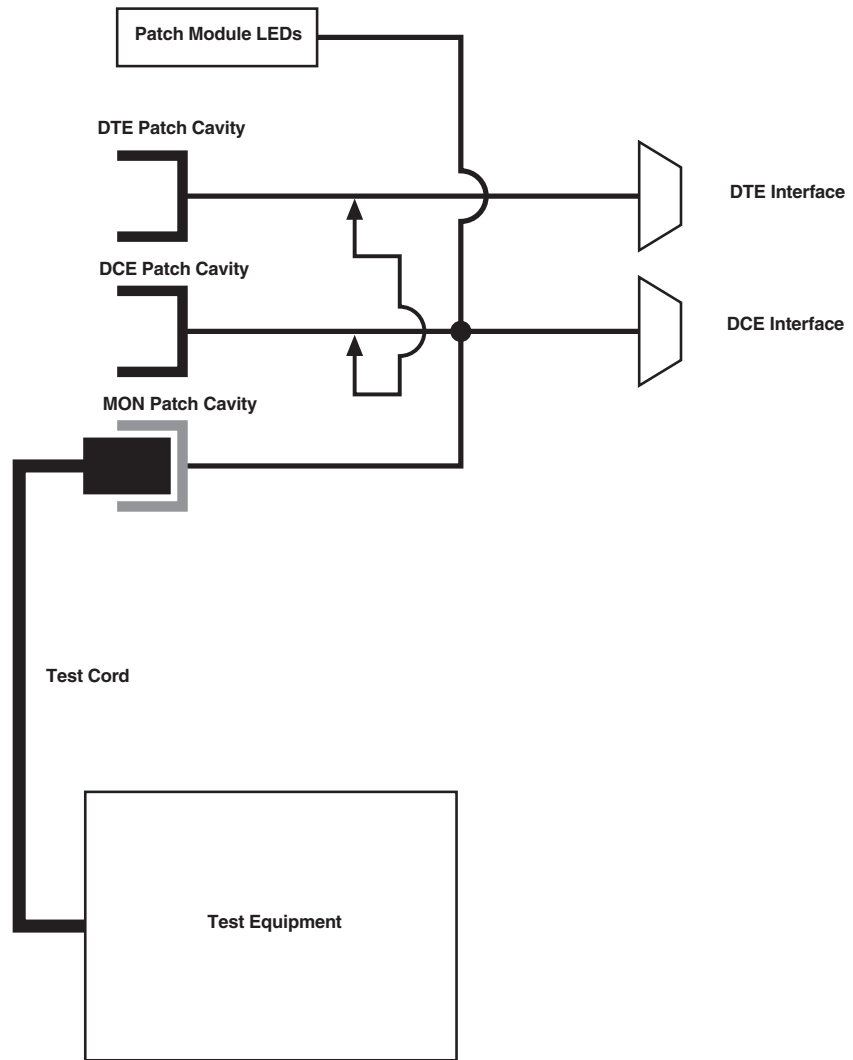 Patch Module LEDs
DTE Patch Cavity
DTE Interface
DCE Patch Cavity
DCE Interface
MON Patch Cavity
Test Cord
Test Equipment